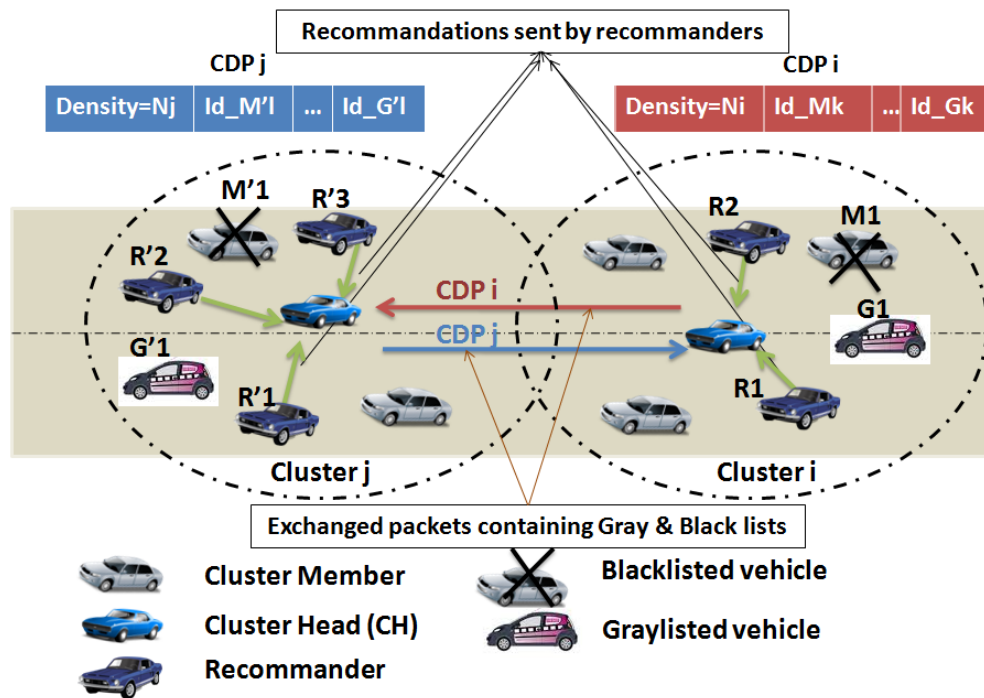 Recommandations sent by recommanders
CDP j
CDP i
Density=Nj Id_M'l ... Id_G'l
Density=Ni Id_Mk ... Id_Gk
M'1
R'3
R2
M1
R'2
CDP i
G1
CDP j
G'1
R'1
R1
Cluster j
Cluster i
Exchanged packets containing Gray & Black lists
Cluster Member
Blacklisted vehicle
Cluster Head (CH)
Graylisted vehicle
Recommander